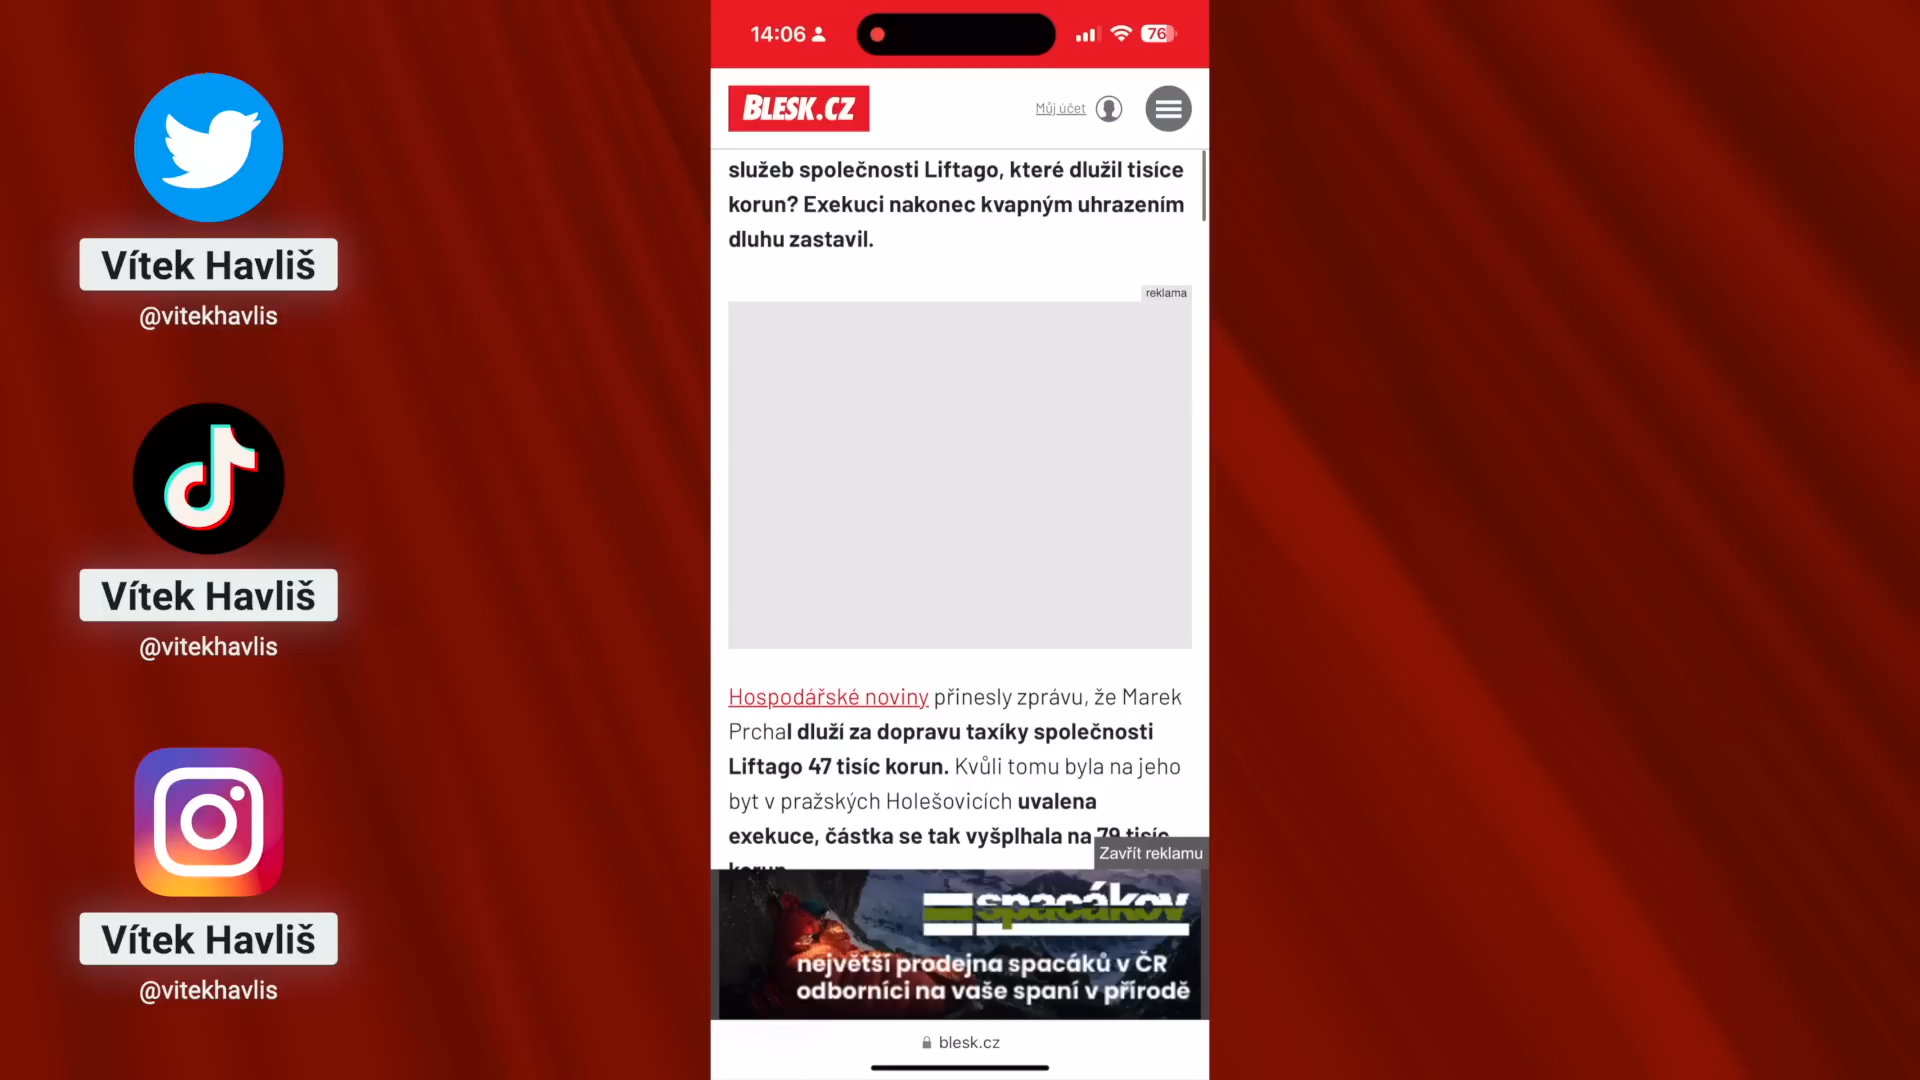 Vítek Havliš
@vitekhavlis
Vítek Havliš
@vitekhavlis
Vítek Havliš
@vitekhavlis
14:06
76
BLESK.CZ
Můj účet
služeb společnosti Liftago, které dlužil tisíce
korun? Exekuci nakonec kvapným uhrazením
dluhu zastavil.
reklama
Hospodářské noviny přinesly zprávu, že Marek
Prchal dluží za dopravu taxíky společnosti
Liftago 47 tisíc korun. Kvůli tomu byla na jeho
byt v pražských Holešovicích uvalena
exekuce, částka se tak vyšplhala na 79 tisíc
korun
Zavřít reklamu
spacákov
největší prodejna spacáků v ČR
odborníci na vaše spaní v přírodě
blesk.cz